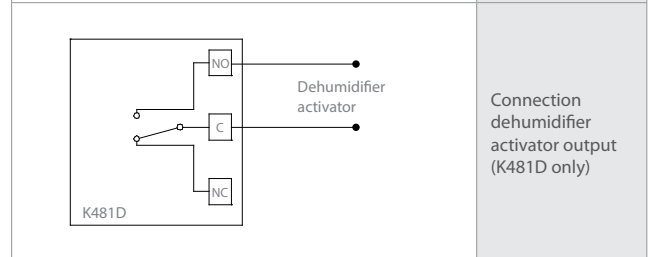 NO
Dehumidifier
activator
C
NC
K481D
Connection
dehumidifier
activator output
(K481D only)